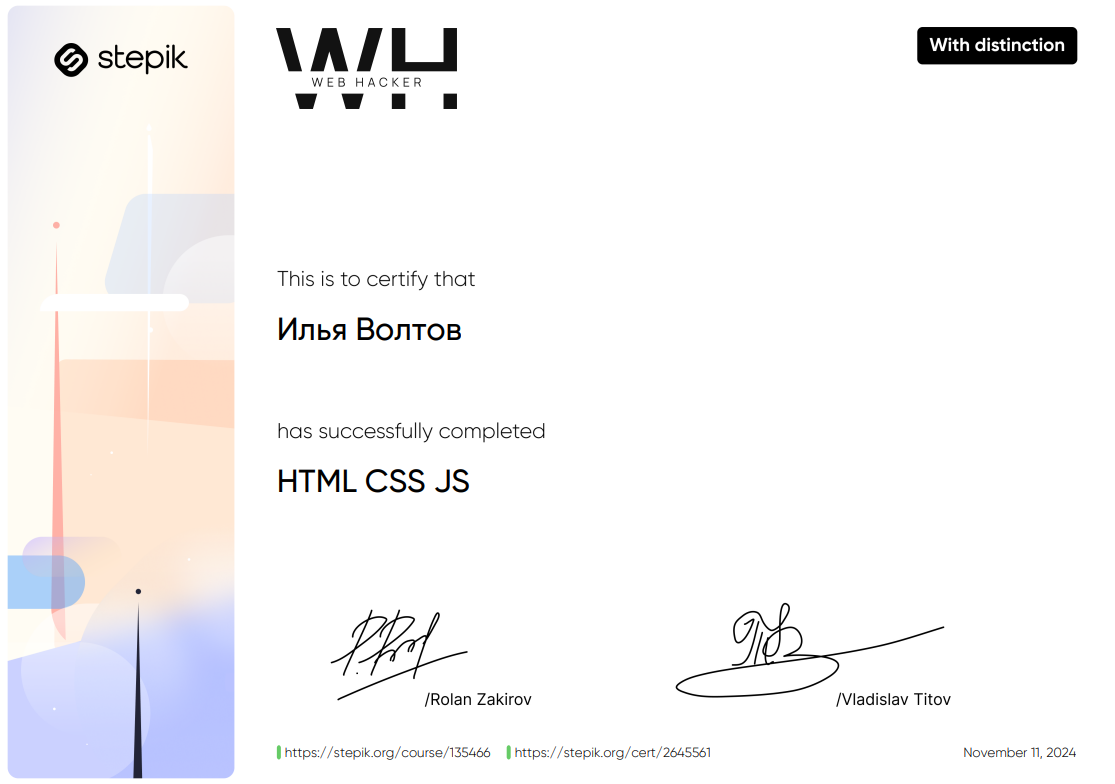 stepik
WEB HACKER
With distinction
This is to certify that
Илья Волтов
has successfully completed
HTML CSS JS
/Rolan Zakirov
/Vladislav Titov
https://stepik.org/course/135466
https://stepik.org/cert/2645561
November 11, 2024